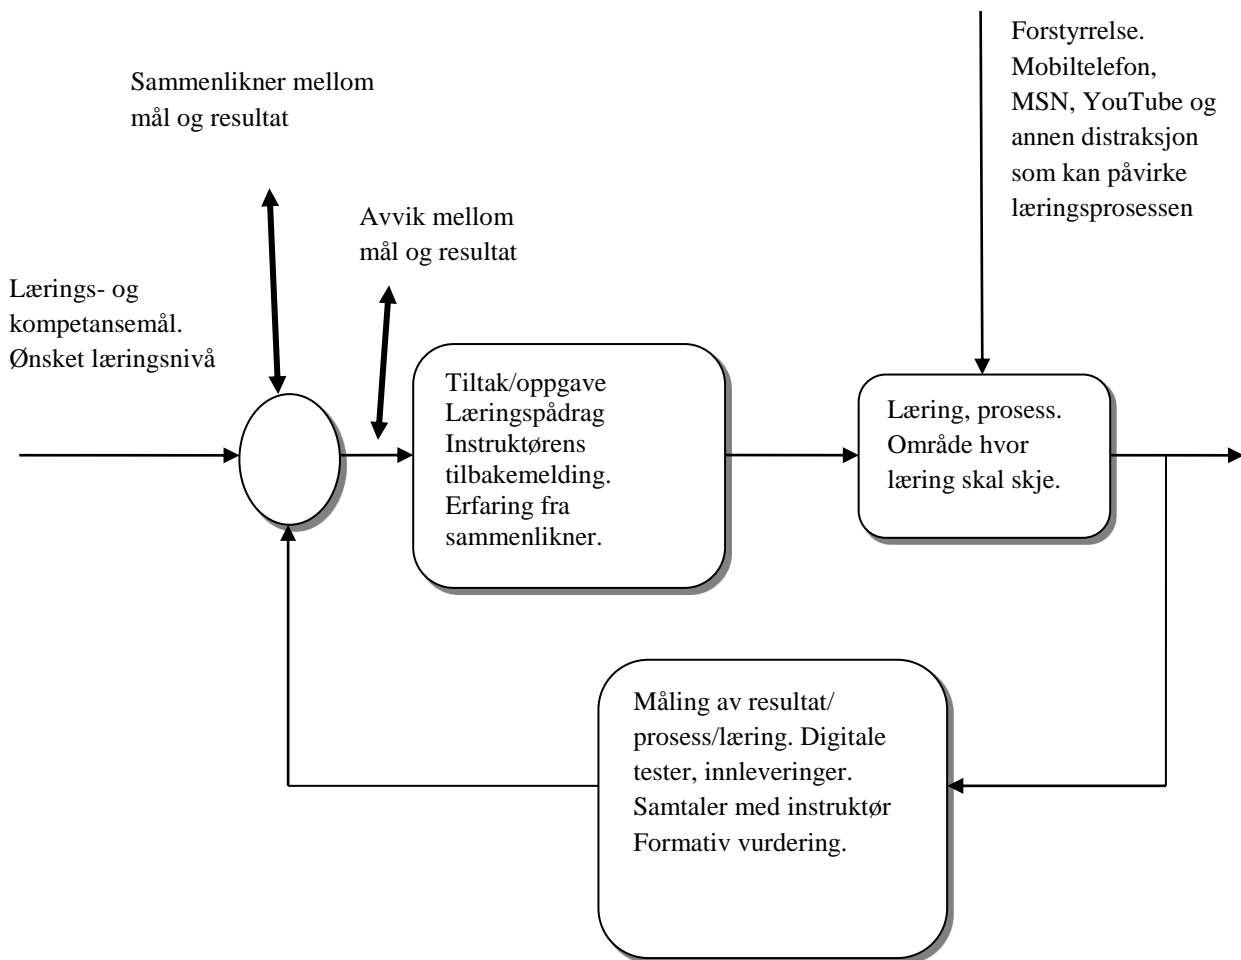 Sammenlikner mellom
mål og resultat
Forstyrrelse.
Mobiltelefon,
MSN, YouTube og
annen distraksjon
som kan påvirke
læringsprosessen
Avvik mellom
mål og resultat
Lærings- og
kompetansemål.
Ønsket læringsnivå
Tiltak/oppgave
Læringspådrag
Instruktørens
tilbakemelding.
Erfaring fra
sammenlikner.
Læring, prosess.
Område hvor
læring skal skje.
Måling av resultat/
prosess/læring. Digitale
tester, innleveringer.
Samtaler med instruktør
Formativ vurdering.